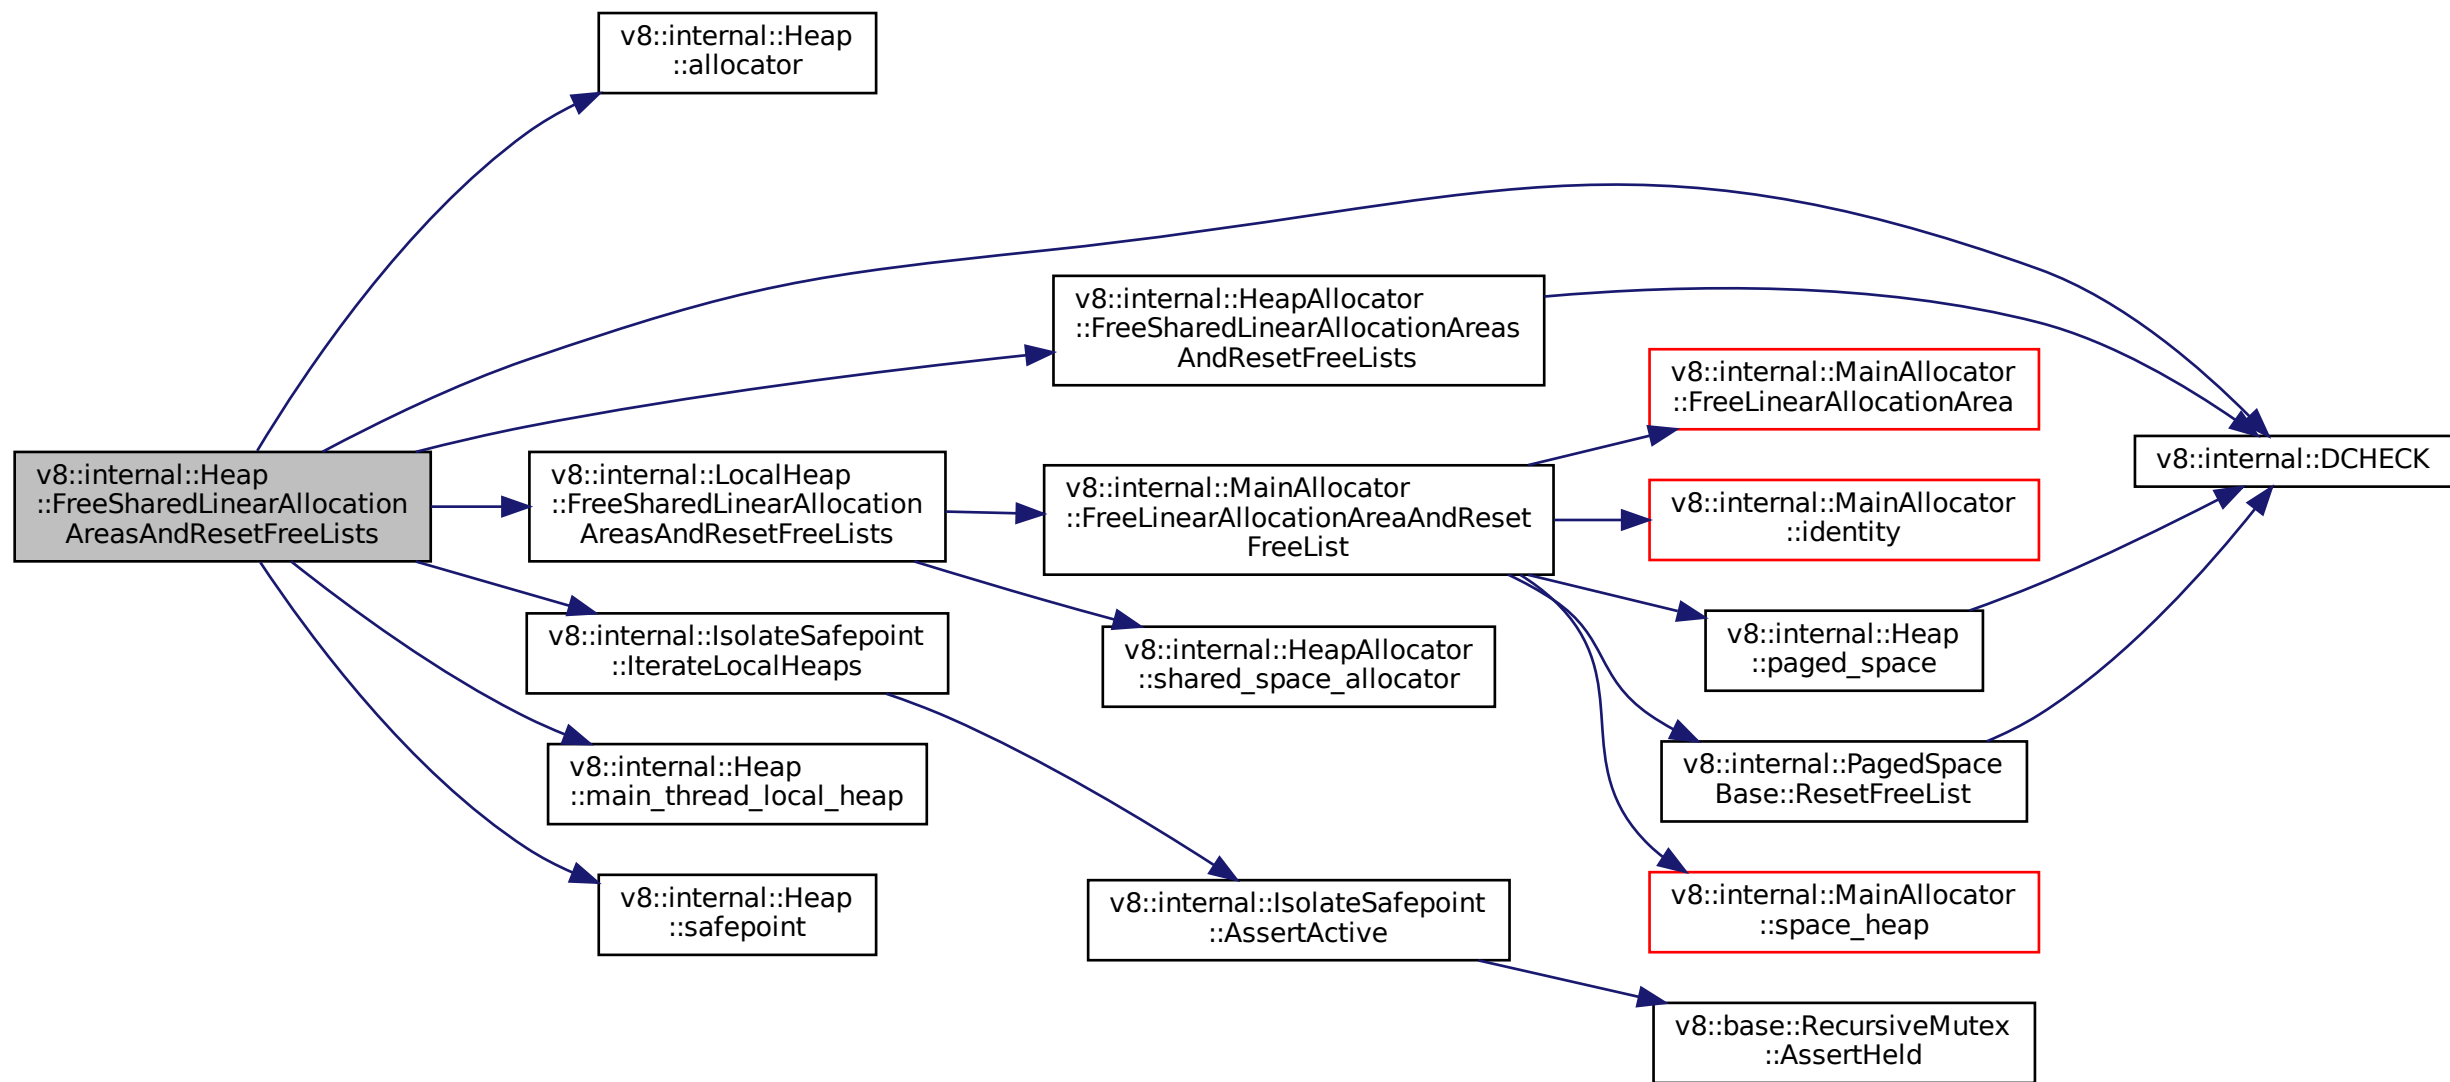 v8::internal::Heap
::allocator
v8::internal::HeapAllocator
::FreeSharedLinearAllocationAreas
AndResetFreeLists
v8::internal::MainAllocator
::FreeLinearAllocationArea
v8::internal::DCHECK
v8::internal::Heap
::FreeSharedLinearAllocation
AreasAndResetFreeLists
v8::internal::LocalHeap
::FreeSharedLinearAllocation
AreasAndResetFreeLists
v8::internal::MainAllocator
::FreeLinearAllocationAreaAndReset
FreeList
v8::internal::MainAllocator
::identity
v8::internal::IsolateSafepoint
::IterateLocalHeaps
v8::internal::HeapAllocator
::shared_space_allocator
v8::internal::Heap
::paged_space
v8::internal::Heap
::main_thread_local_heap
v8::internal::PagedSpace
Base::ResetFreeList
v8::internal::Heap
::safepoint
v8::internal::IsolateSafepoint
::AssertActive
v8::internal::MainAllocator
::space_heap
v8::base::RecursiveMutex
::AssertHeld